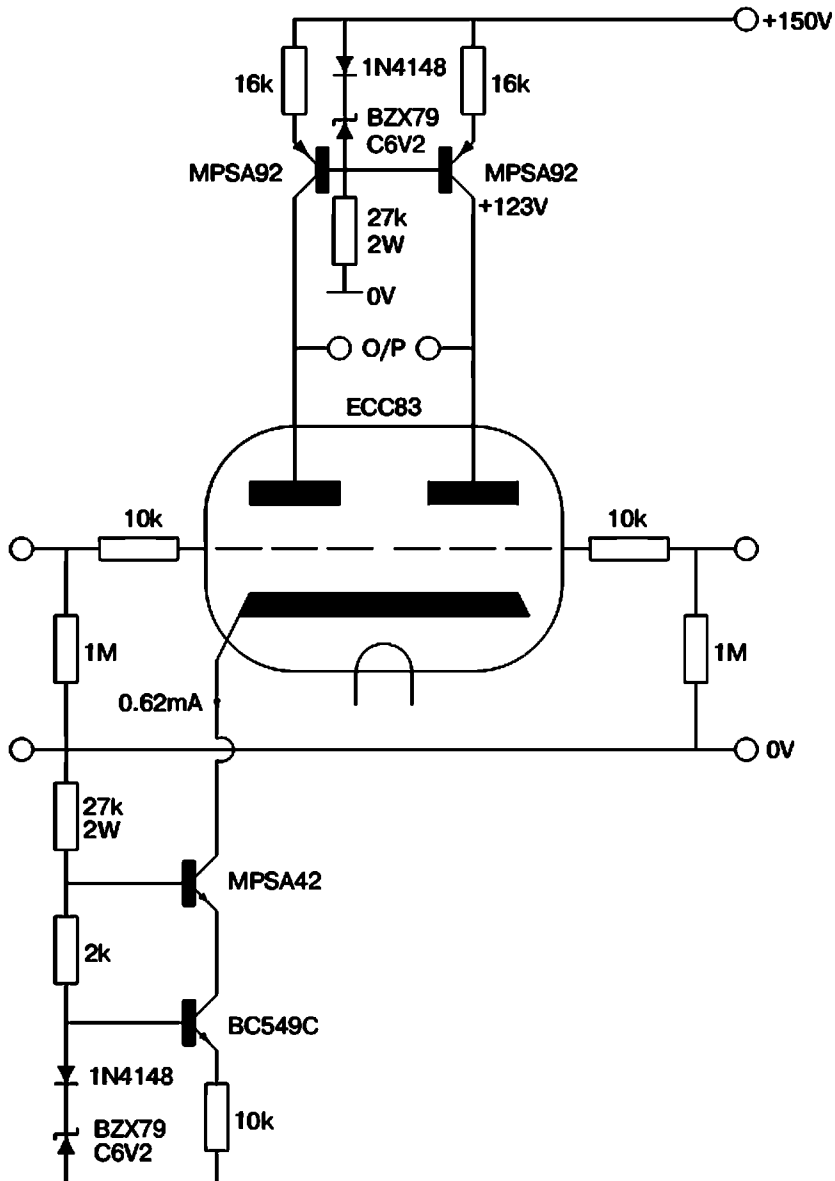 +150V
1N4148
16k
16k
BZX79
C6V2
MPSA92
MPSA92
+123V
27k
2W
0V
O/P
ECC83
10k
10k
1M
1M
0.62mA
0V
27k
2W
MPSA42
2k
BC549C
1N4148
10k
BZX79
C6V2